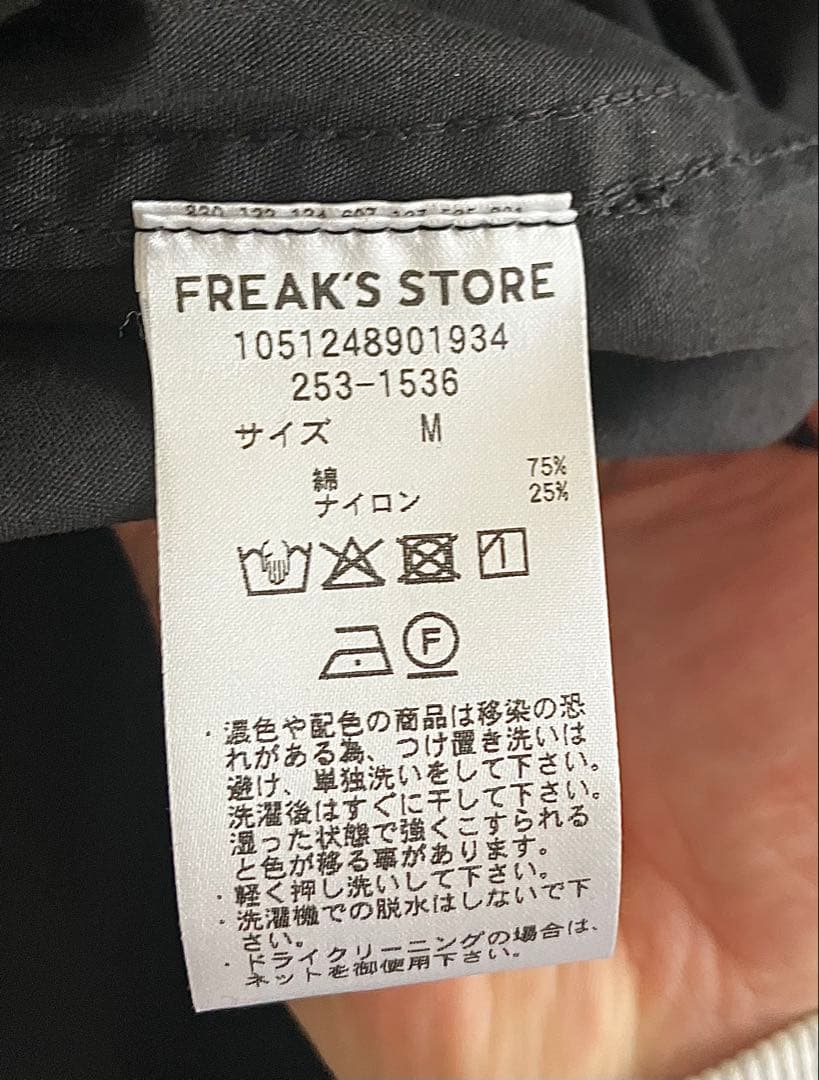 FREAK'S STORE
1051248901934
253-1536
サイズ M
綿 75%
ナイロン 25%
F
・濃色や配色の商品は移染の恐
れがある為、つけ置き洗いは
避け、単独洗いをして下さい。
洗濯後はすぐに干して下さい。
湿った状態で強くこすられる
と色が移る事があります。
・軽く押し洗いして下さい。
・洗濯機での脱水はしないで下
さい。
・ドライクリーニングの場合は、
ネットを御使用下さい。